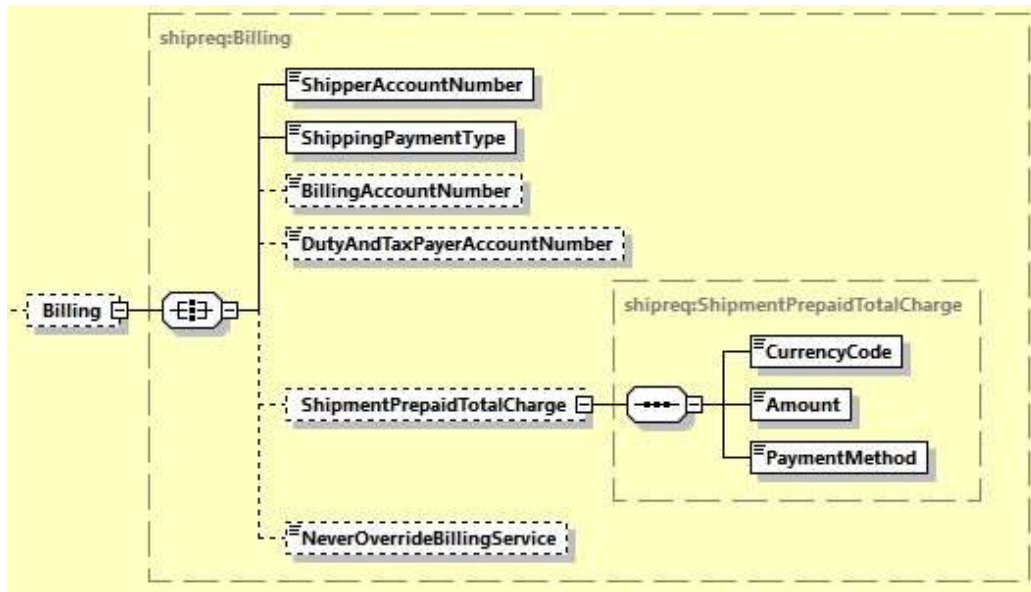 shipreq:Billing
ShipperAccountNumber
ShippingPaymentType
BillingAccountNumber
DutyAndTaxPayerAccountNumber
Billing
shipreq:ShipmentPrepaidTotalCharge
CurrencyCode
ShipmentPrepaidTotalCharge
Amount
PaymentMethod
NeverOverrideBillingService